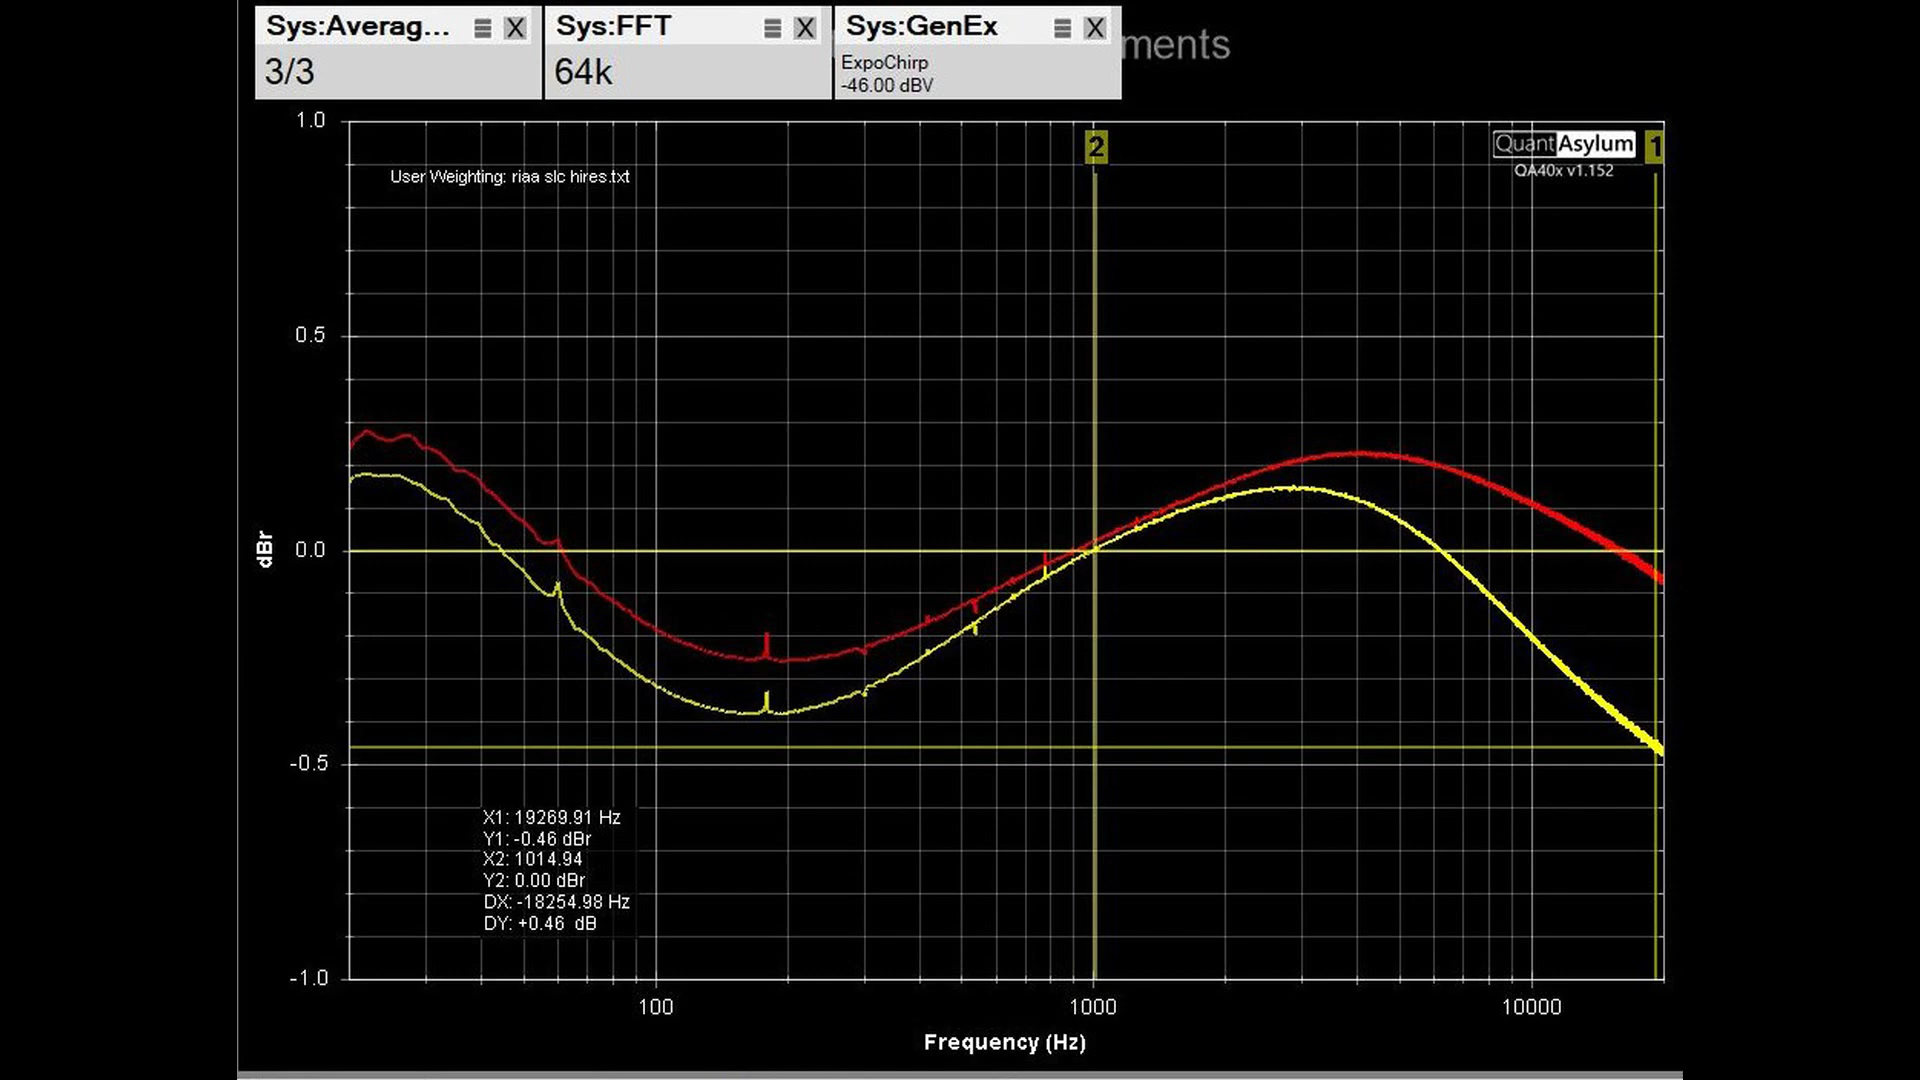 Sys:Averag...
X
Sys:FFT
X
Sys:GenEx
X
ments
3/3
64k
ExpoChirp
-46.00 dBV
1.0
2
QuantAsylum
1
QA40x v1.152
User Weighting: riaa slc hires.txt
0.5
dBr
0.0
-0.5
X1: 19269.91 Hz
Y1: -0.46 dBr
X2: 1014.94
Y2: 0.00 dBr
DX: -18254.98 Hz
DY: +0.46 dB
-1.0
100
1000
10000
Frequency (Hz)